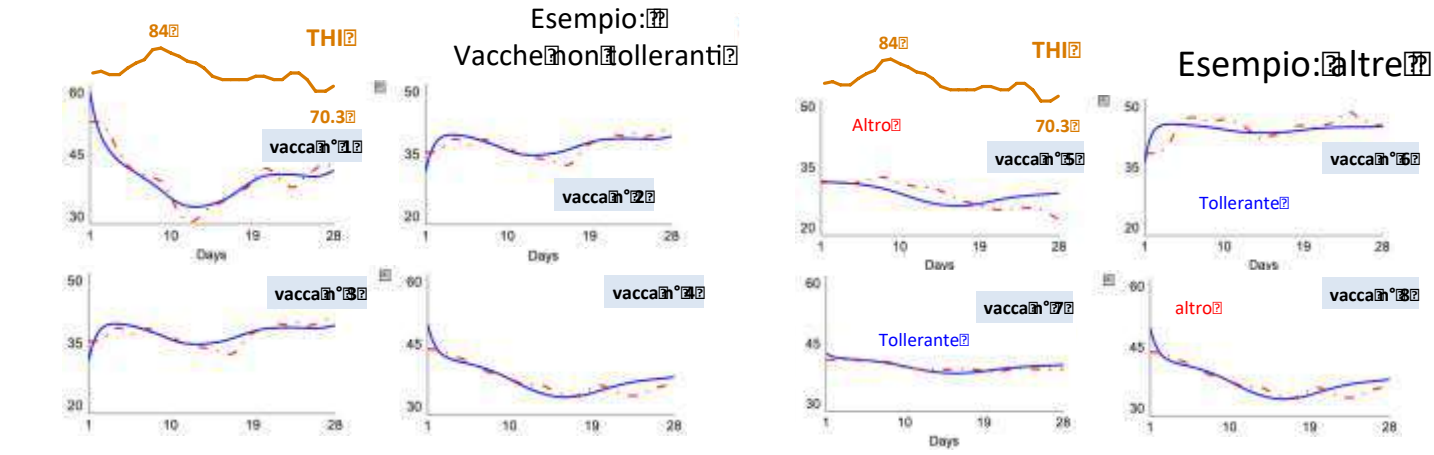 Esempio:
Vacche non tolleranti
84
THI
70.3
60
45
30
1 10 19 28
Days
vacca n° 1
50
35
20
1 10 19 28
Days
vacca n° 2
50
35
20
1 10 19 28
vacca n° 3
60
45
30
1 10 19 28
vacca n° 4
Esempio: altre
84
THI
70.3
50
35
20
1 10 19 28
Days
Altro
vacca n° 5
50
35
20
1 10 19 28
Days
vacca n° 6
Tollerante
60
45
30
1 10 19 28
Days
vacca n° 7
Tollerante
60
45
30
1 10 19 28
altro
vacca n° 8